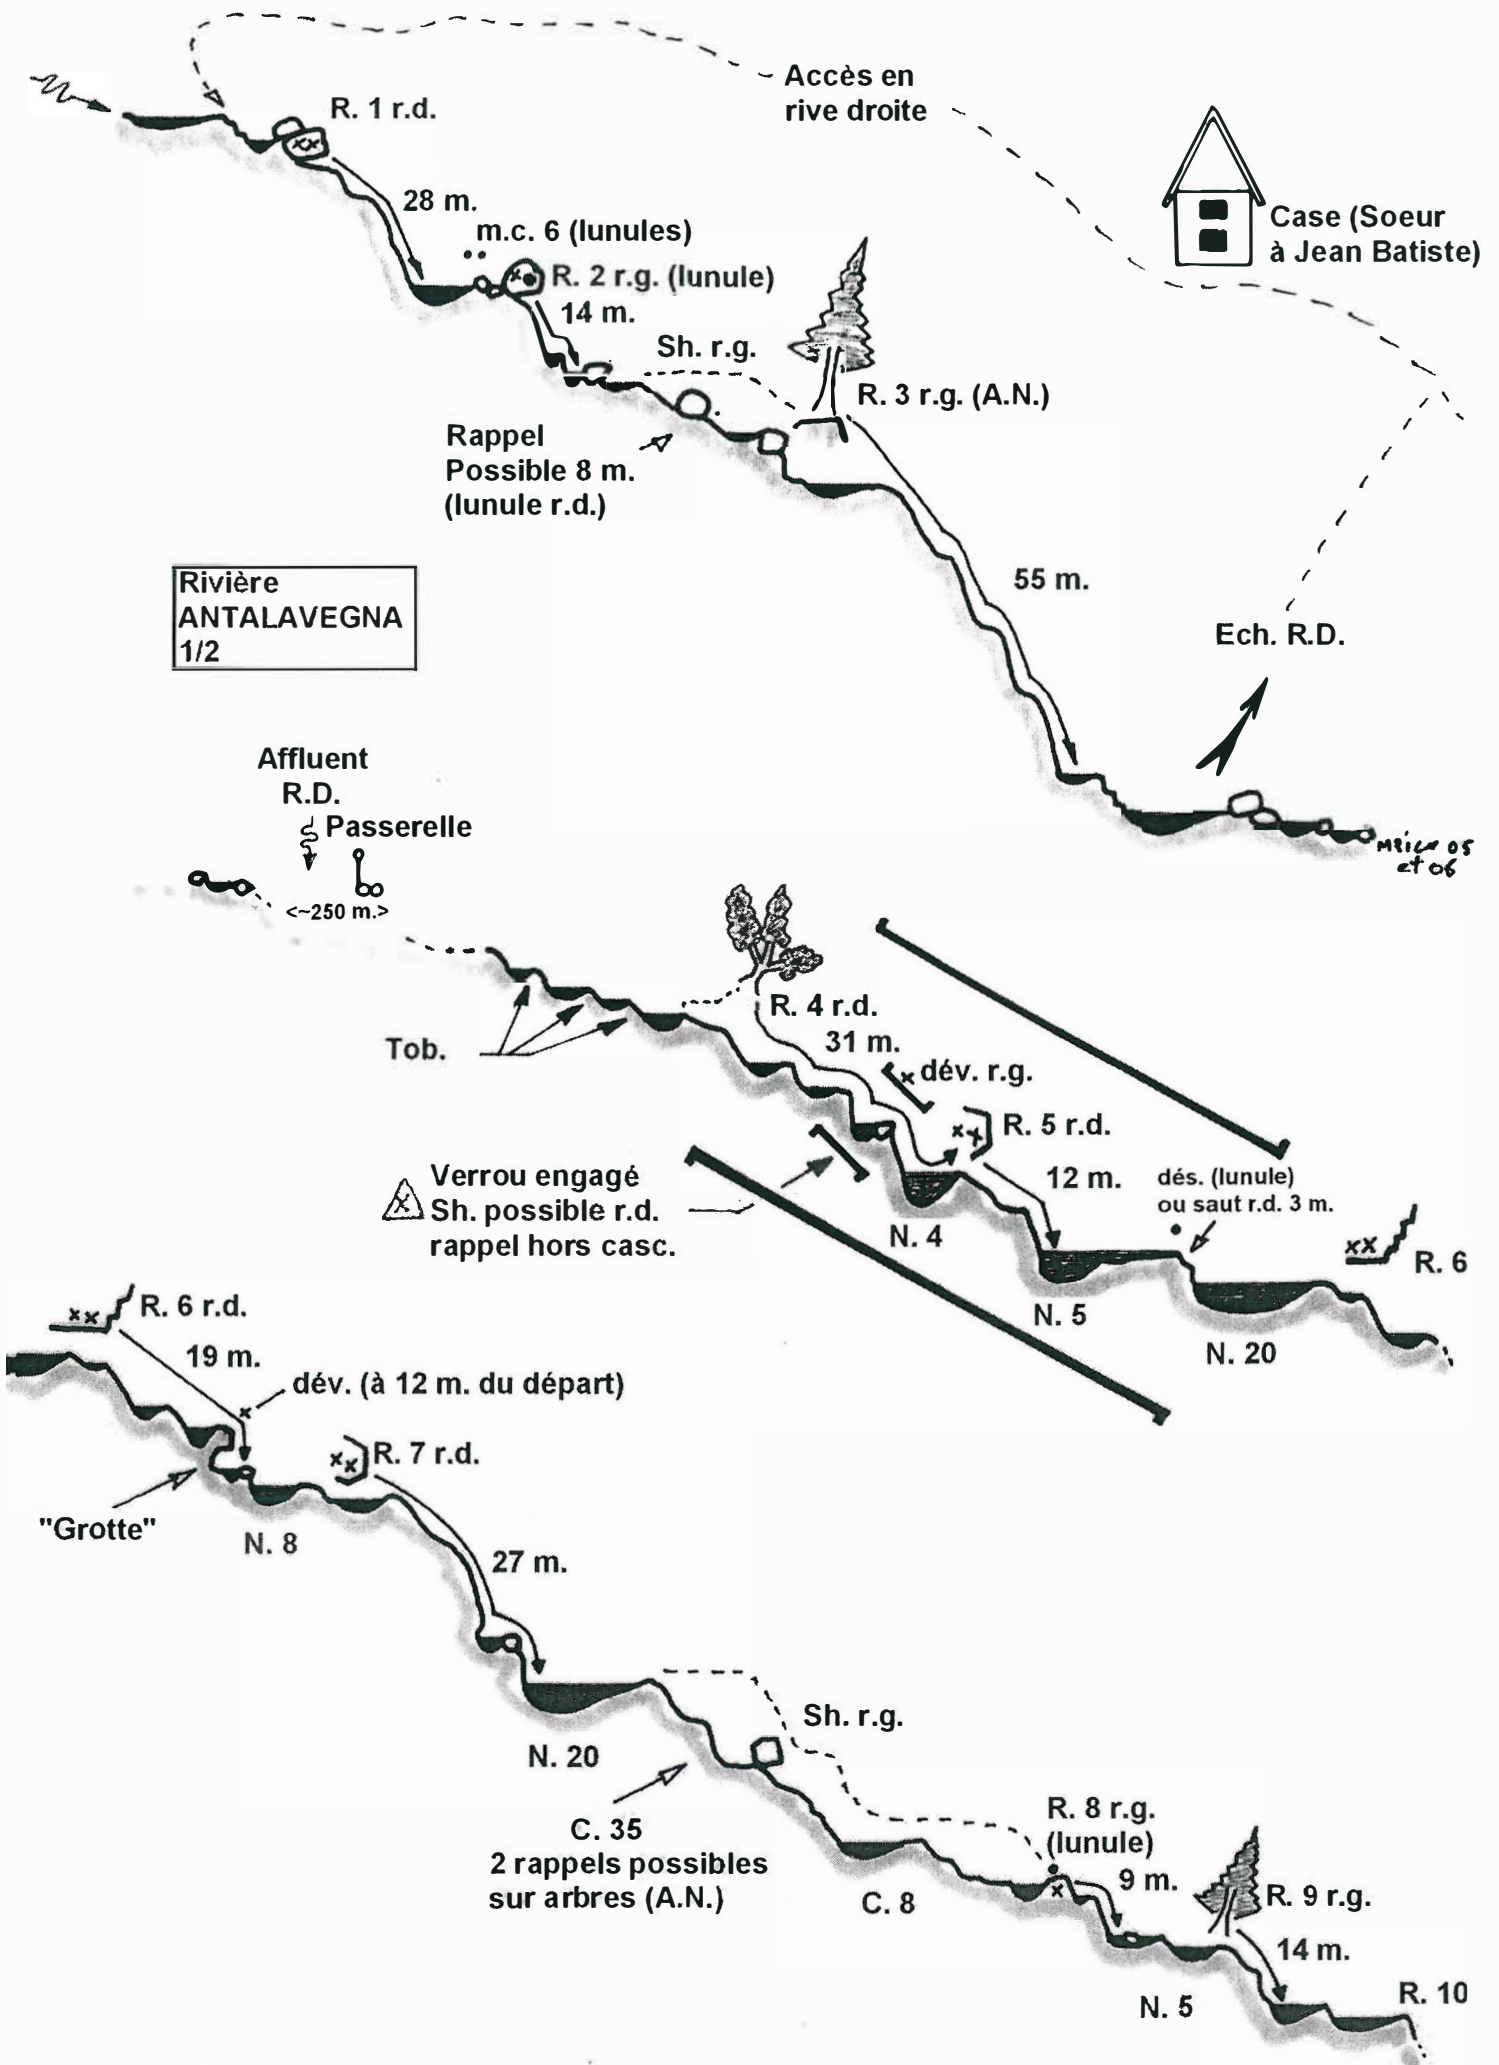 Accès en
rive droite
R. 1 r.d.
28 m.
Case (Soeur
à Jean Batiste)
m.c. 6 (lunules)
R. 2 r.g. (lunule)
14 m.
Sh. r.g.
R. 3 r.g. (A.N.)
Rappel
Possible 8 m.
(lunule r.d.)
55 m.
Rivière
ANTALAVEGNA
1/2
Ech. R.D.
05
et 06
Affluent
R.D.
Passerelle
<~250 m.>
Tob.
R. 4 r.d.
31 m.
dév. r.g.
R. 5 r.d.
12 m.
Verrou engagé
Sh. possible r.d.
rappel hors casc.
dés. (lunule)
ou saut r.d. 3 m.
N. 4
N. 5
N. 20
R. 6
R. 6 r.d.
19 m.
dév. (à 12 m. du départ)
R. 7 r.d.
"Grotte"
N. 8
27 m.
N. 20
Sh. r.g.
C. 35
2 rappels possibles
sur arbres (A.N.)
C. 8
R. 8 r.g.
(lunule)
9 m.
R. 9 r.g.
14 m.
N. 5
R. 10